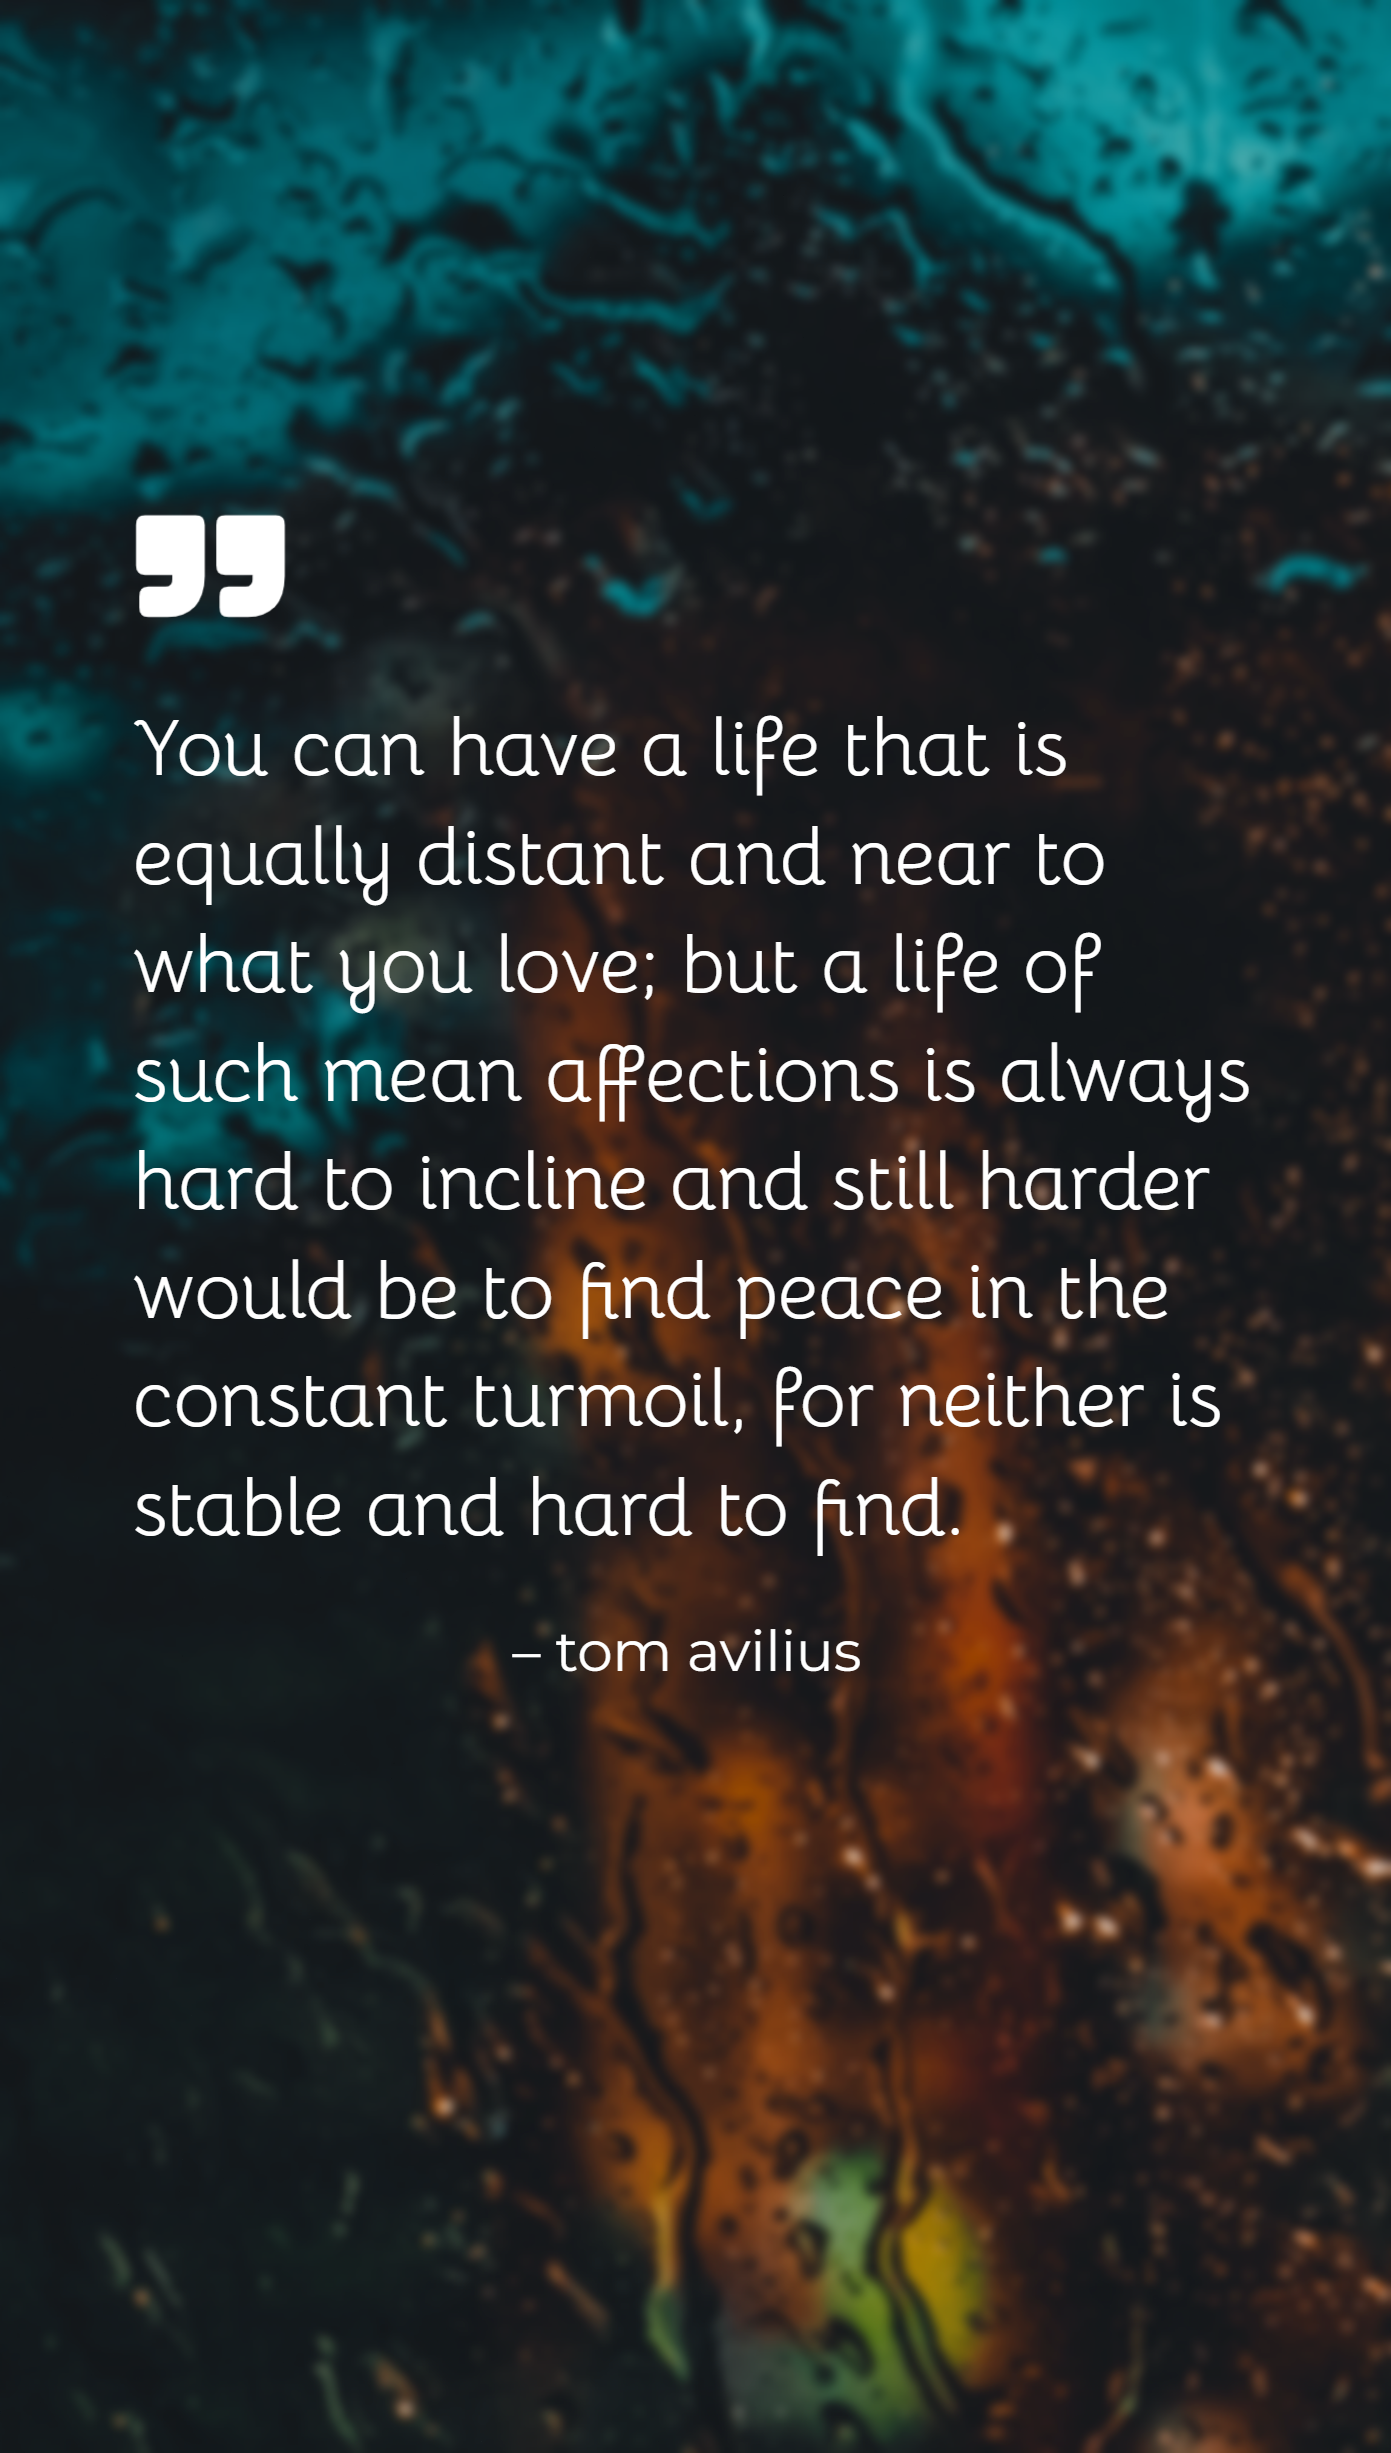 You can have a life that is
equally distant and near to
what you love; but a life of
such mean affections is always
hard to incline and still harder
would be to find peace in the
constant turmoil, for neither is
stable and hard to find.
– tom avilius